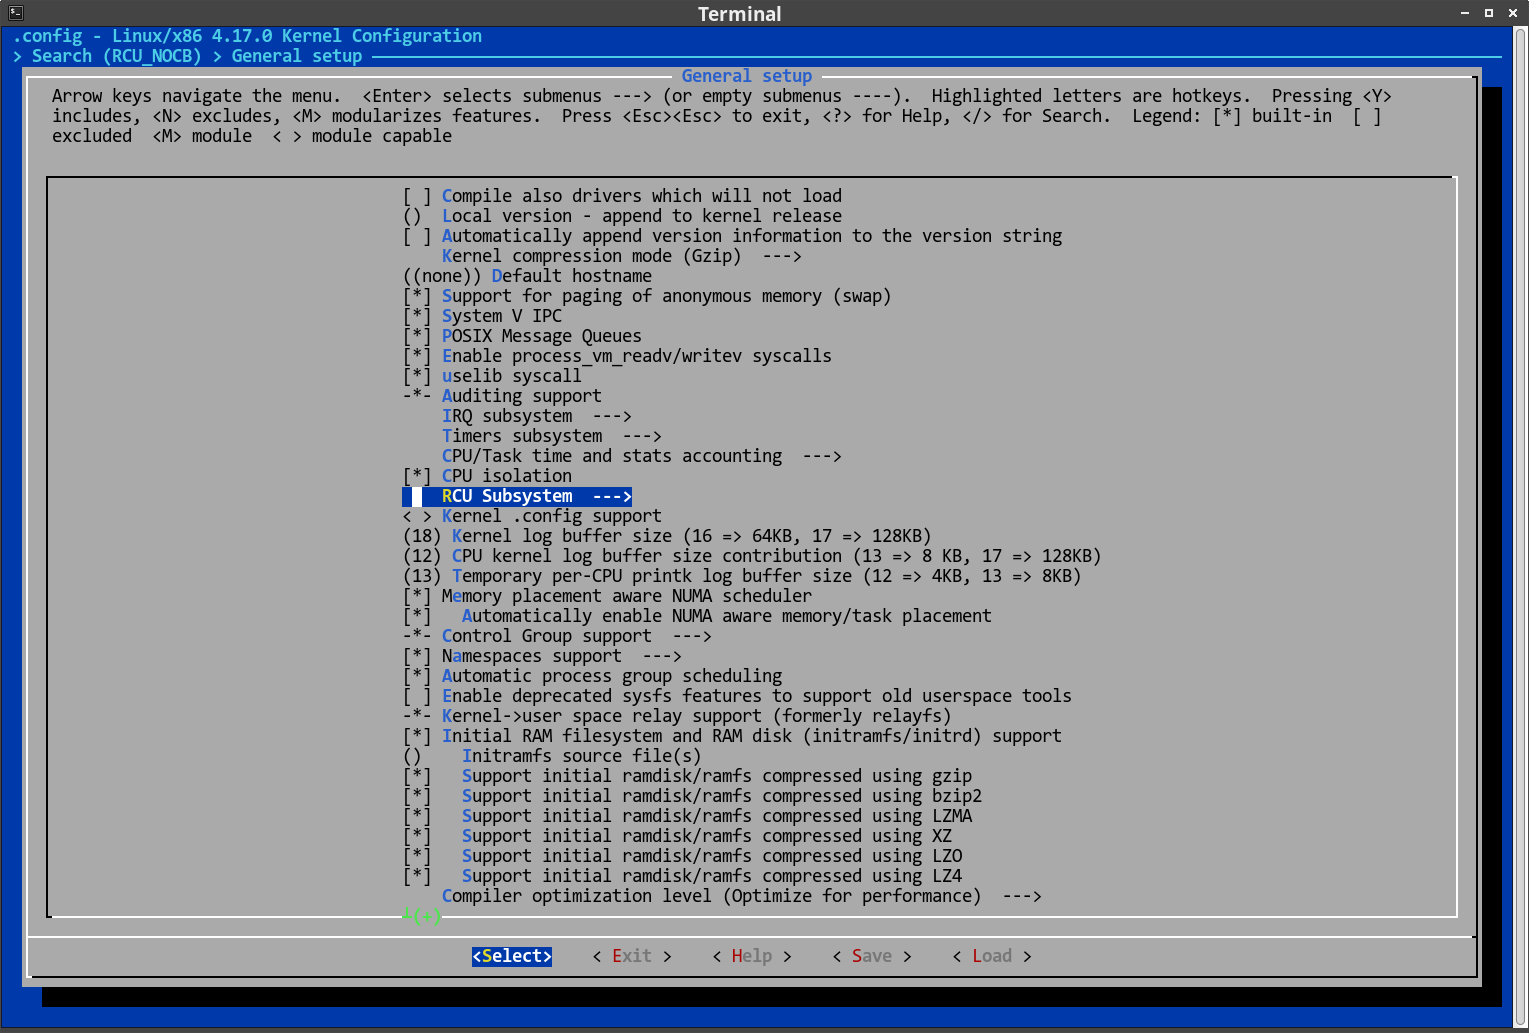 Terminal
.config - Linux/x86 4.17.0 Kernel Configuration
> Search (RCU_NOCB) > General setup
General setup
Arrow keys navigate the menu.  <Enter> selects submenus ---> (or empty submenus ----).  Highlighted letters are hotkeys.  Pressing <Y>
includes, <N> excludes, <M> modularizes features.  Press <Esc><Esc> to exit, <?> for Help, </> for Search.  Legend: [*] built-in  [ ]
excluded  <M> module  < > module capable
[ ] Compile also drivers which will not load
()  Local version - append to kernel release
[ ] Automatically append version information to the version string
Kernel compression mode (Gzip)  --->
((none)) Default hostname
[*] Support for paging of anonymous memory (swap)
[*] System V IPC
[*] POSIX Message Queues
[*] Enable process_vm_readv/writev syscalls
[*] uselib syscall
-*- Auditing support
IRQ subsystem  --->
Timers subsystem  --->
CPU/Task time and stats accounting  --->
[*] CPU isolation
RCU Subsystem  --->
< > Kernel .config support
(18) Kernel log buffer size (16 => 64KB, 17 => 128KB)
(12) CPU kernel log buffer size contribution (13 => 8 KB, 17 => 128KB)
(13) Temporary per-CPU printk log buffer size (12 => 4KB, 13 => 8KB)
[*] Memory placement aware NUMA scheduler
[*]   Automatically enable NUMA aware memory/task placement
-*- Control Group support  --->
[*] Namespaces support  --->
[*] Automatic process group scheduling
[ ] Enable deprecated sysfs features to support old userspace tools
-*- Kernel->user space relay support (formerly relayfs)
[*] Initial RAM filesystem and RAM disk (initramfs/initrd) support
()    Initramfs source file(s)
[*]   Support initial ramdisk/ramfs compressed using gzip
[*]   Support initial ramdisk/ramfs compressed using bzip2
[*]   Support initial ramdisk/ramfs compressed using LZMA
[*]   Support initial ramdisk/ramfs compressed using XZ
[*]   Support initial ramdisk/ramfs compressed using LZO
[*]   Support initial ramdisk/ramfs compressed using LZ4
Compiler optimization level (Optimize for performance)  --->
┴(+)
<Select>    < Exit >    < Help >    < Save >    < Load >